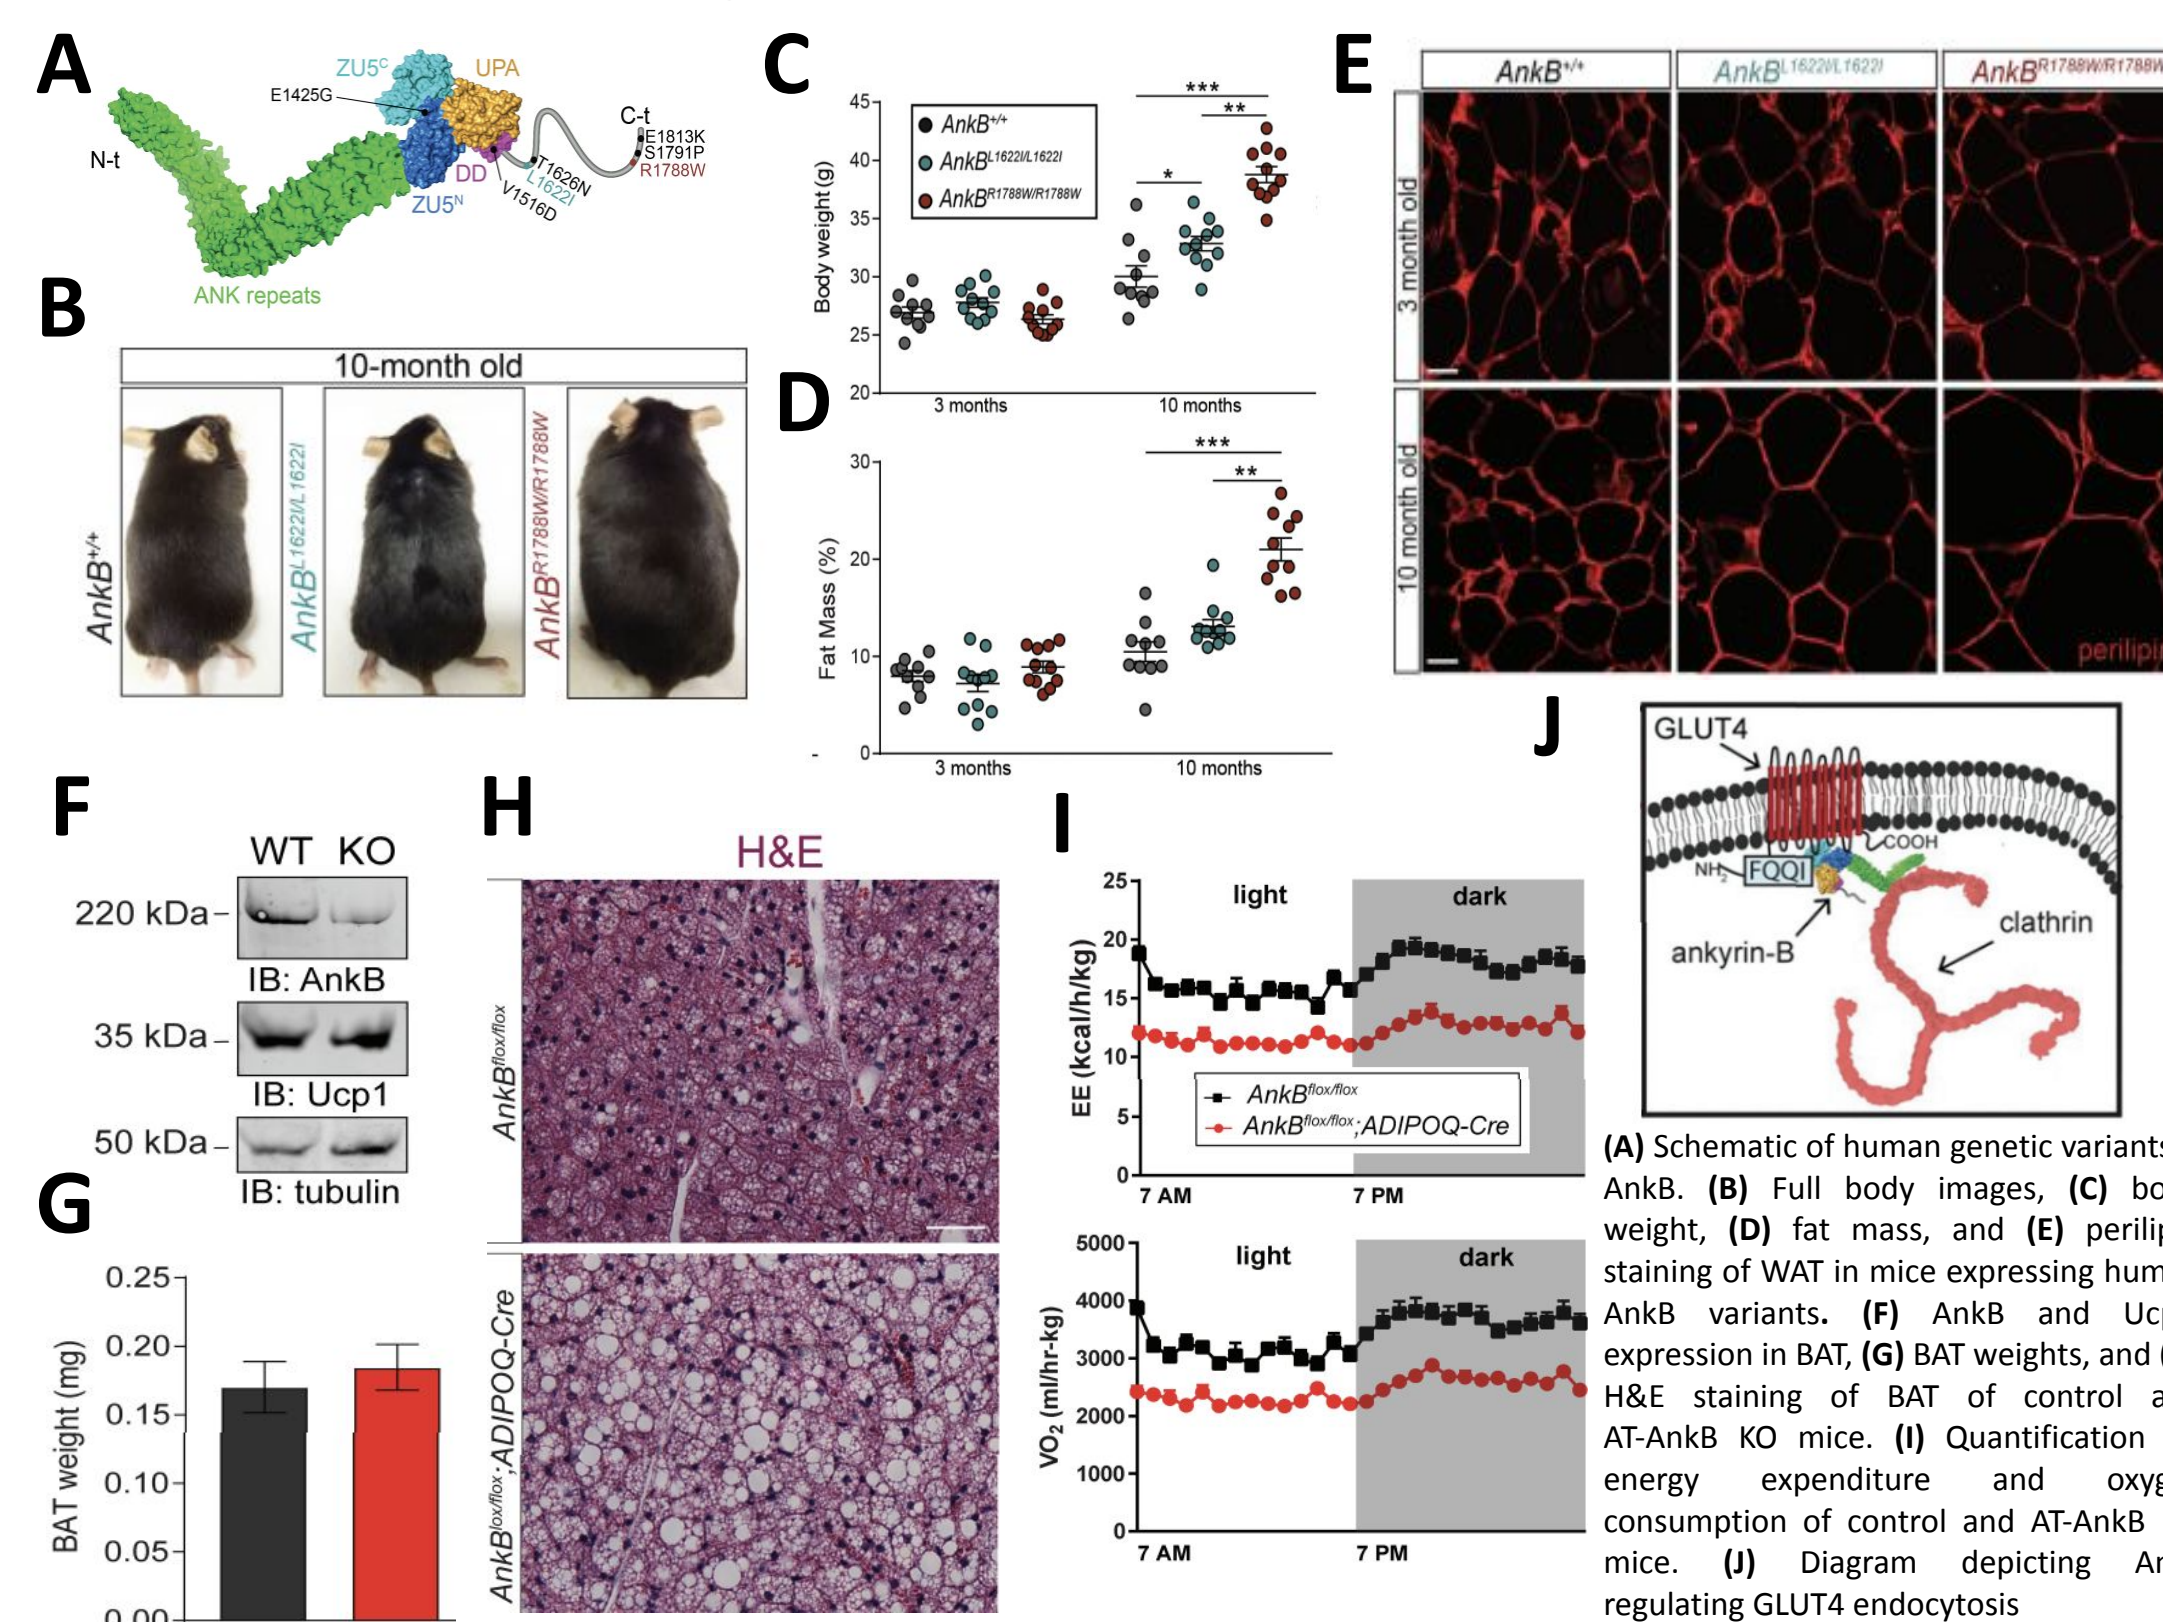 A
ZU5C
UPA
E1425G
C-t
E1813K
S1791P
R1788W
N-t
DD
T1626N
L1622I
V1516D
ZU5N
ANK repeats
B
10-month old
AnkB+/+
AnkBL1622I/L1622I
AnkBR1788W/R1788W
C
Body weight (g)
45
40
35
30
25
20
AnkB+/+
AnkBL1622I/L1622I
AnkBR1788W/R1788W
***
**
*
3 months
10 months
D
Fat Mass (%)
30
20
10
0
***
**
3 months
10 months
E
AnkB+/+
AnkBL1622I/L1622I
AnkBR1788W/R1788W
3 month old
10 month old
F
WT KO
220 kDa
IB: AnkB
35 kDa
IB: Ucp1
50 kDa
IB: tubulin
G
BAT weight (mg)
0.25
0.20
0.15
0.10
0.05
0.00
H
H&E
AnkBflox/flox
AnkBlox/flox;ADIPOQ-Cre
I
EE (kcal/h/kg)
25
20
15
10
5
0
light
dark
AnkBflox/flox
AnkBflox/flox;ADIPOQ-Cre
7 AM
7 PM
VO2 (ml/hr-kg)
5000
4000
3000
2000
1000
0
light
dark
7 AM
7 PM
J
GLUT4
COOH
NH2
FQQI
ankyrin-B
clathrin
(A) Schematic of human genetic variants
AnkB. (B) Full body images, (C)
weight, (D) fat mass, and (E)
staining of WAT in mice expressing
AnkB variants. (F) AnkB and
expression in BAT, (G) BAT weights, and
H&E staining of BAT of control
AT-AnkB KO mice. (I) Quantification
energy expenditure and
consumption of control and AT-AnkB
mice. (J) Diagram depicting
regulating GLUT4 endocytosis